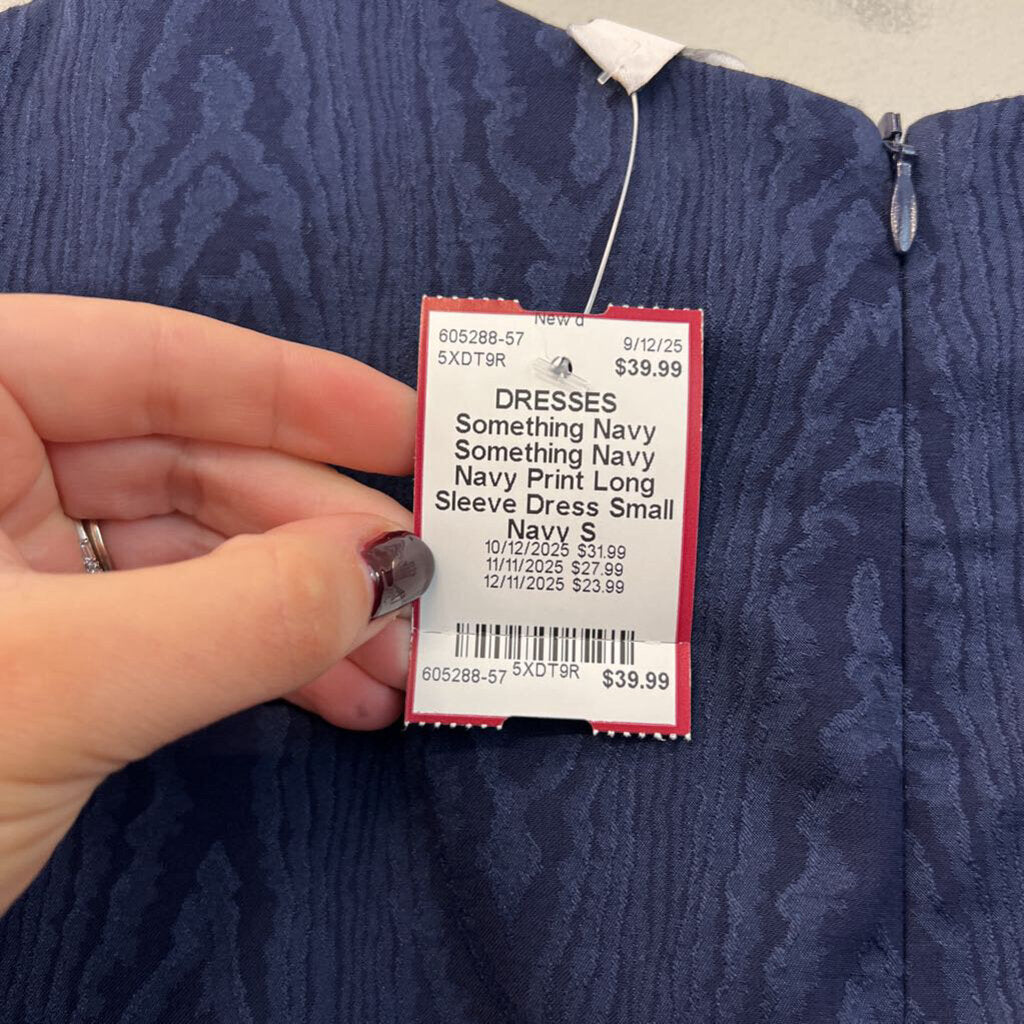 New d
605288-57 9/12/25
5XDT9R $39.99
DRESSES
Something Navy
Something Navy
Navy Print Long
Sleeve Dress Small
Navy S
10/12/2025 $31.99
11/11/2025 $27.99
12/11/2025 $23.99
605288-57 5XDT9R $39.99